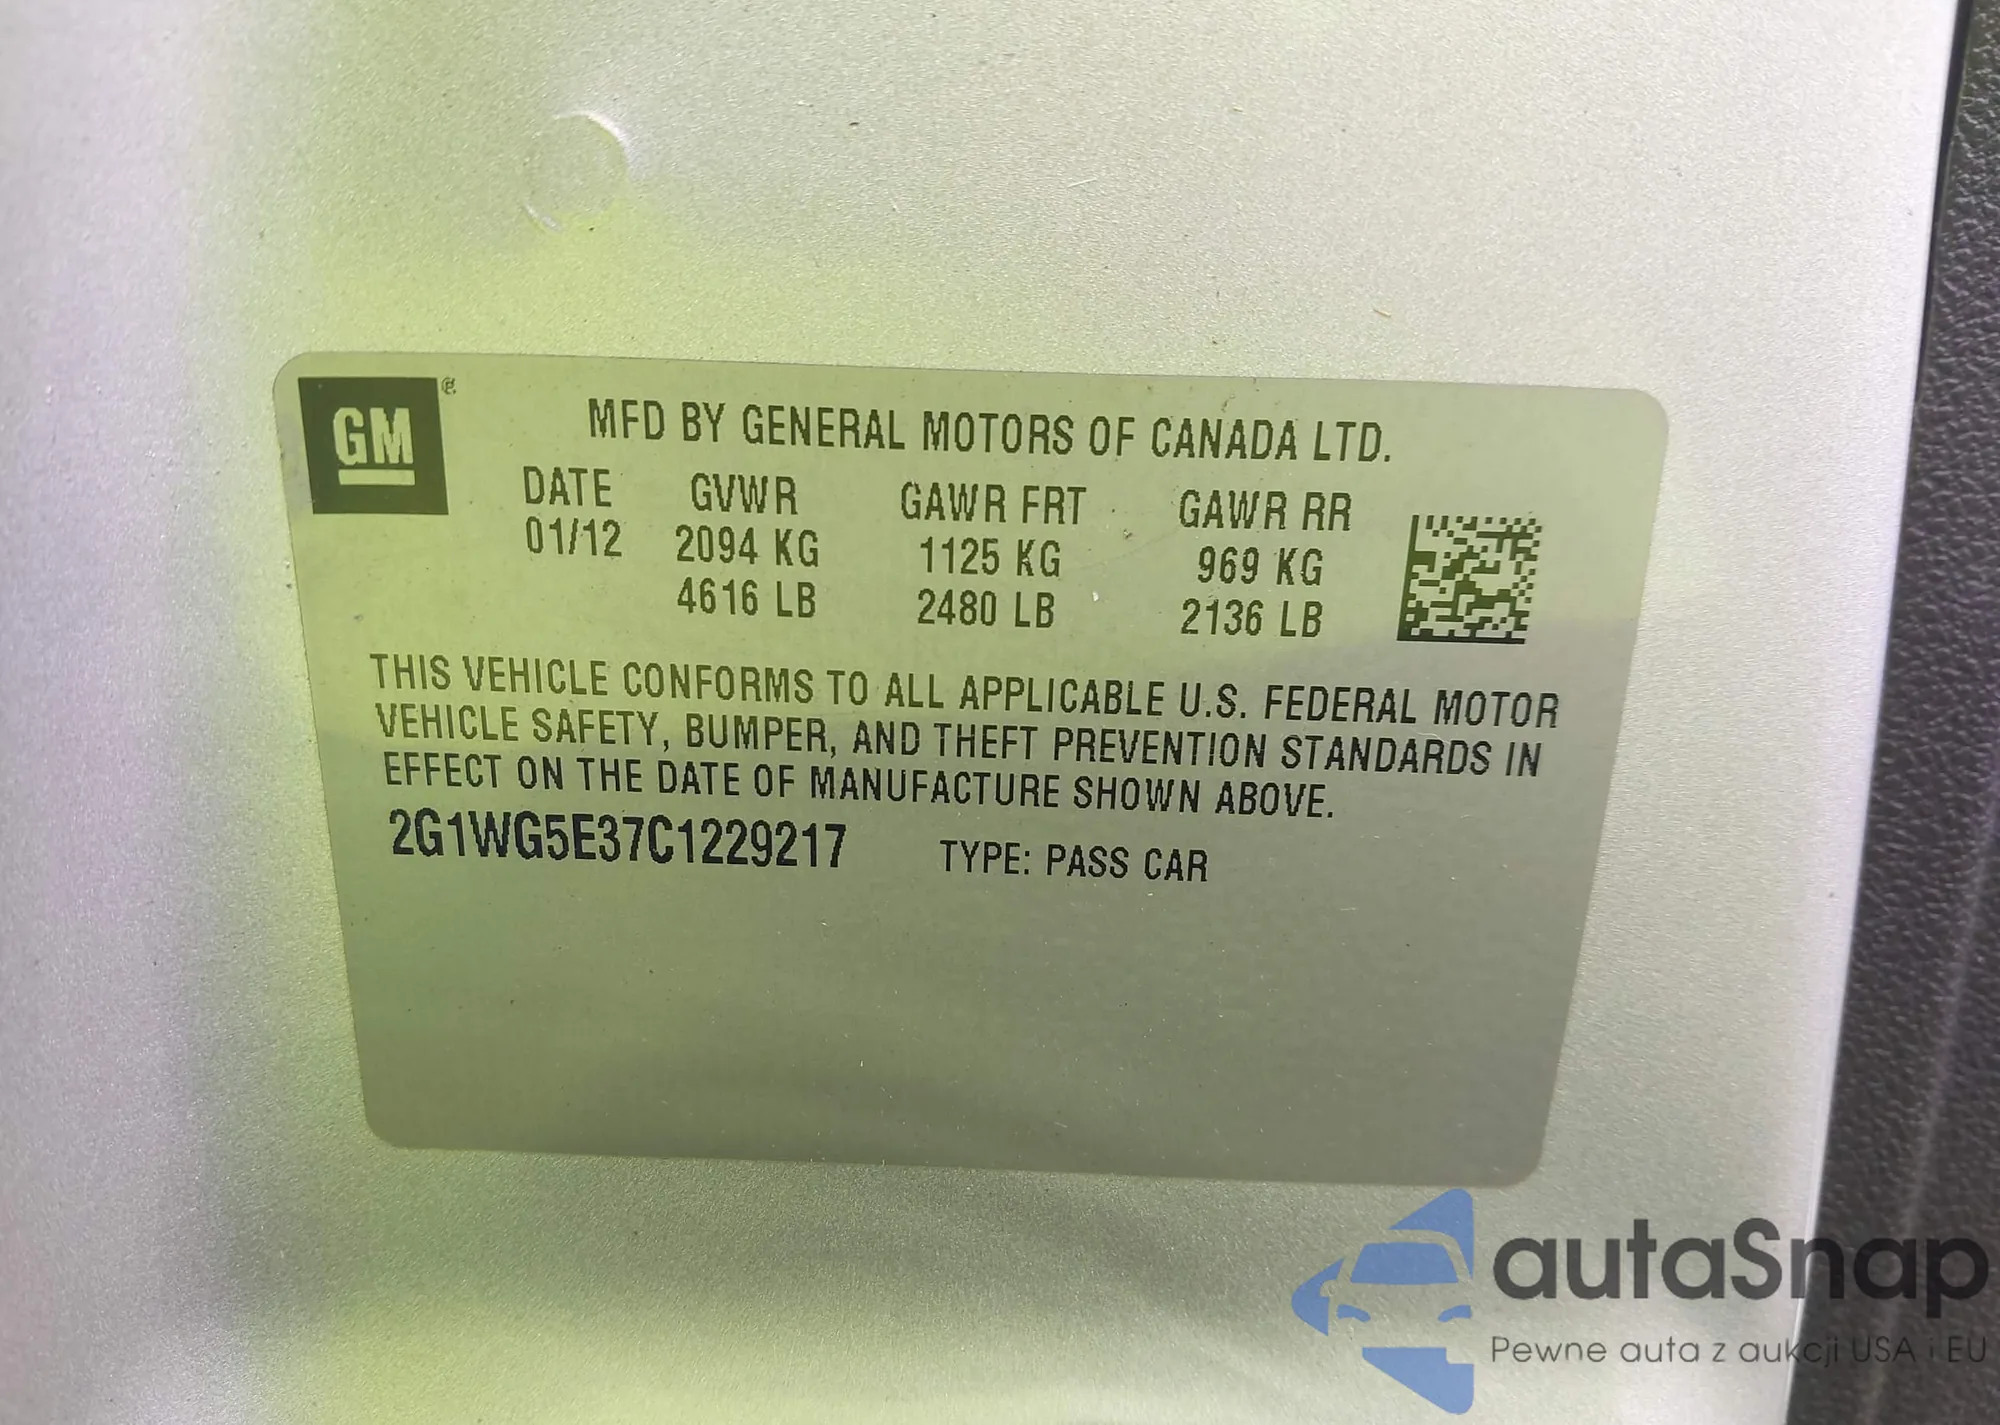 GM ®
MFD BY GENERAL MOTORS OF CANADA LTD.
DATE GVWR GAWR FRT GAWR RR
01/12 2094 KG 1125 KG 969 KG
4616 LB 2480 LB 2136 LB
THIS VEHICLE CONFORMS TO ALL APPLICABLE U.S. FEDERAL MOTOR
VEHICLE SAFETY, BUMPER, AND THEFT PREVENTION STANDARDS IN
EFFECT ON THE DATE OF MANUFACTURE SHOWN ABOVE.
2G1WG5E37C1229217 TYPE: PASS CAR
autaSnap
Pewne auta z aukcji USA i EU